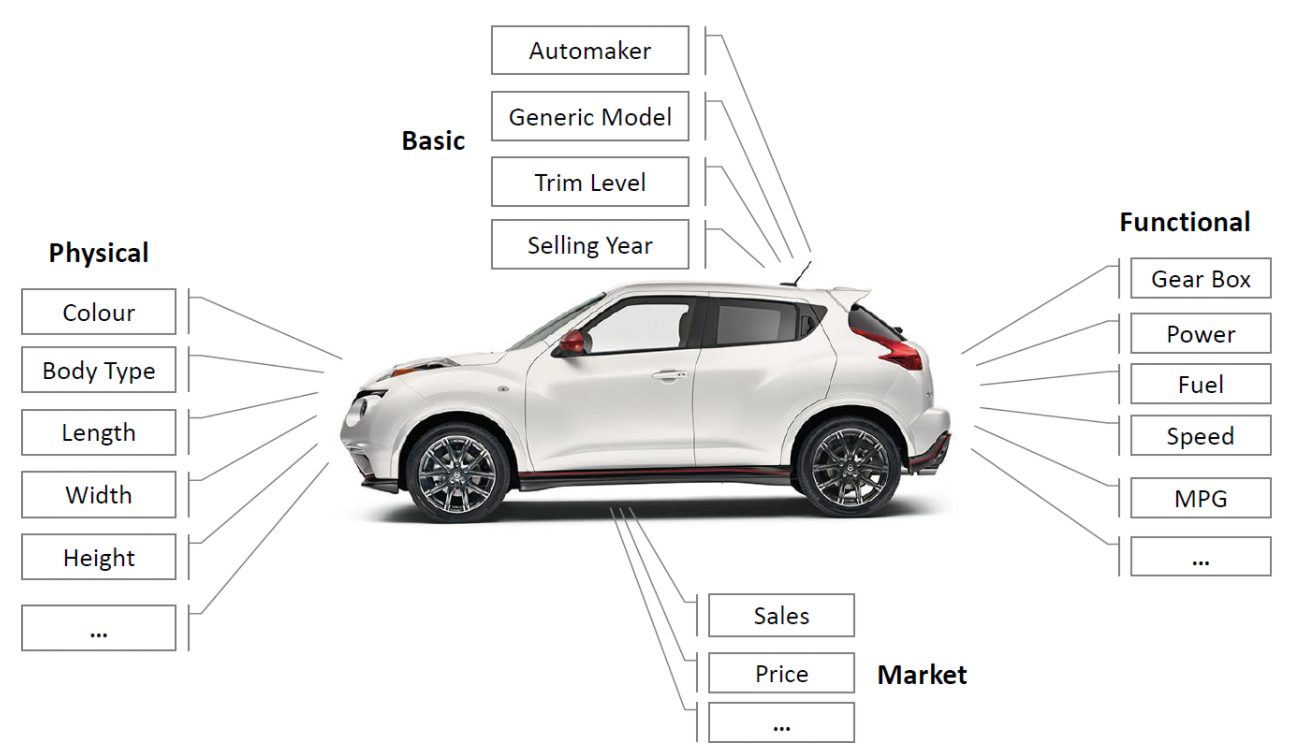 Automaker
Generic Model
Basic
Trim Level
Selling Year
Physical
Colour
Body Type
Length
Width
Height
...
Functional
Gear Box
Power
Fuel
Speed
MPG
...
Sales
Price
Market
...